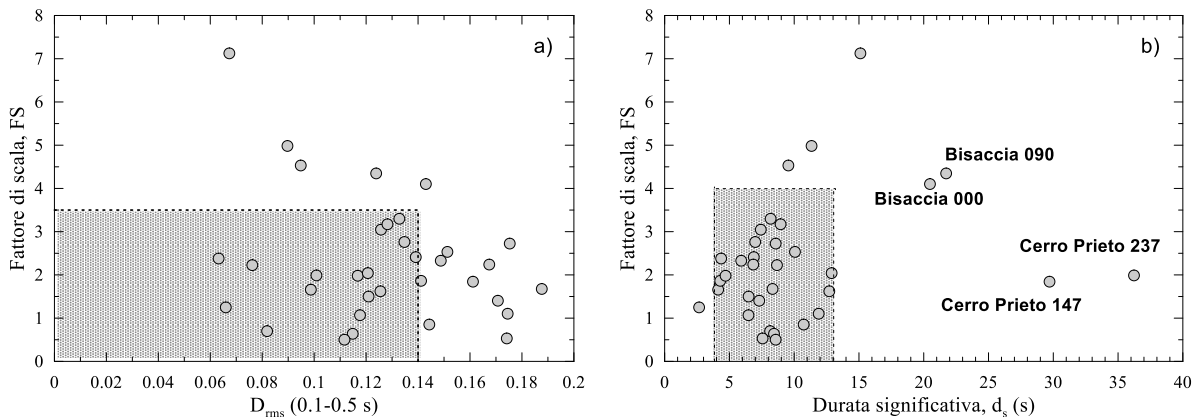 8
7
6
5
4
3
2
1
0
Fattore di scala, FS
a)
0 0.02 0.04 0.06 0.08 0.1 0.12 0.14 0.16 0.18 0.2
Drms (0.1-0.5 s)
8
7
6
5
4
3
2
1
0
Fattore di scala, FS
b)
Bisaccia 090
Bisaccia 000
Cerro Prieto 237
Cerro Prieto 147
0 5 10 15 20 25 30 35 40
Durata significativa, ds (s)